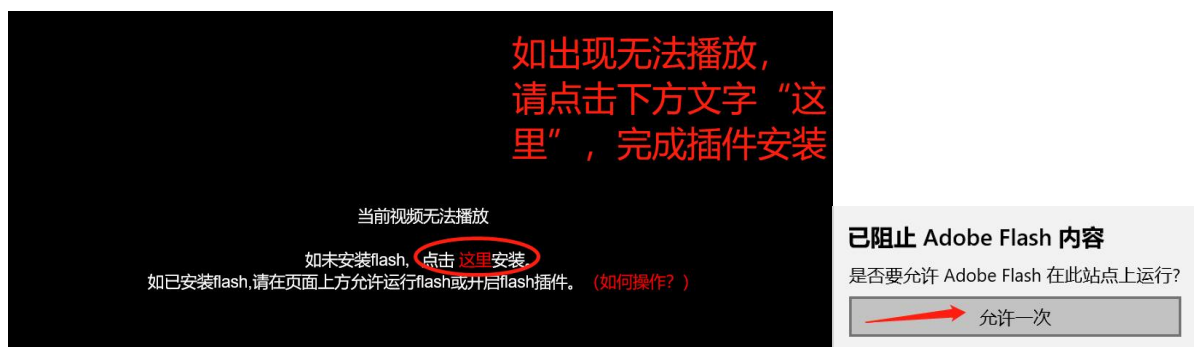 如出现无法播放，
请点击下方文字“这
里”，完成插件安装
当前视频无法播放
如未安装flash, 点击 这里安装。
如已安装flash,请在页面上方允许运行flash或开启flash插件。（如何操作？）
已阻止 Adobe Flash 内容
是否要允许 Adobe Flash 在此站点上运行?
允许一次